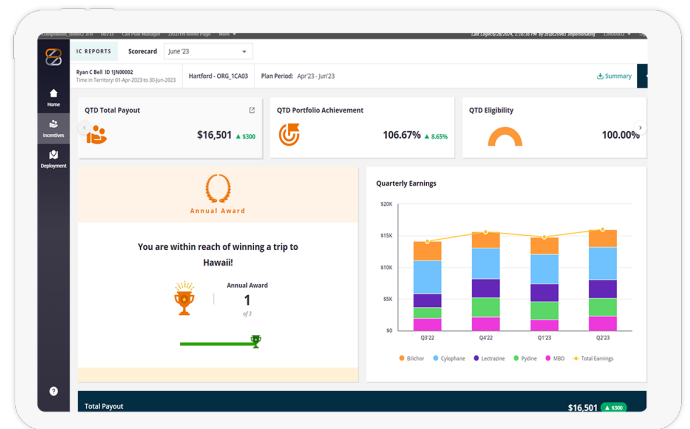 IC REPORTS
Scorecard
June '23
Ryan C Bell ID 1JN00002
Time in Territory: 01-Apr-2023 to 30-Jun-2023
Hartford - ORG_1CA03
Plan Period: Apr'23 - Jun'23
Summary
Home
Incentives
Deployment
QTD Total Payout
$16,501 ▲ $300
QTD Portfolio Achievement
106.67% ▲ 8.65%
QTD Eligibility
100.00%
Annual Award
You are within reach of winning a trip to
Hawaii!
Annual Award
1
of 3
Quarterly Earnings
$20K
$15K
$10K
$5K
$0
Q3'22 Q4'22 Q1'23 Q2'23
Bilichor Cylophane Lectrazine Pydine MBO Total Earnings
?
Total Payout
$16,501 ▲ $300